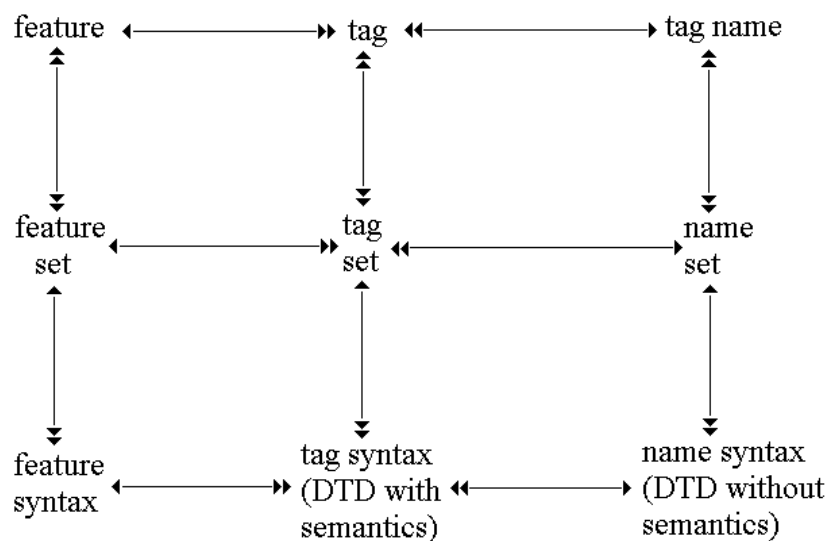 feature
tag
tag name
feature
set
tag
set
name
set
feature
syntax
tag syntax
(DTD with
semantics)
name syntax
(DTD without
semantics)